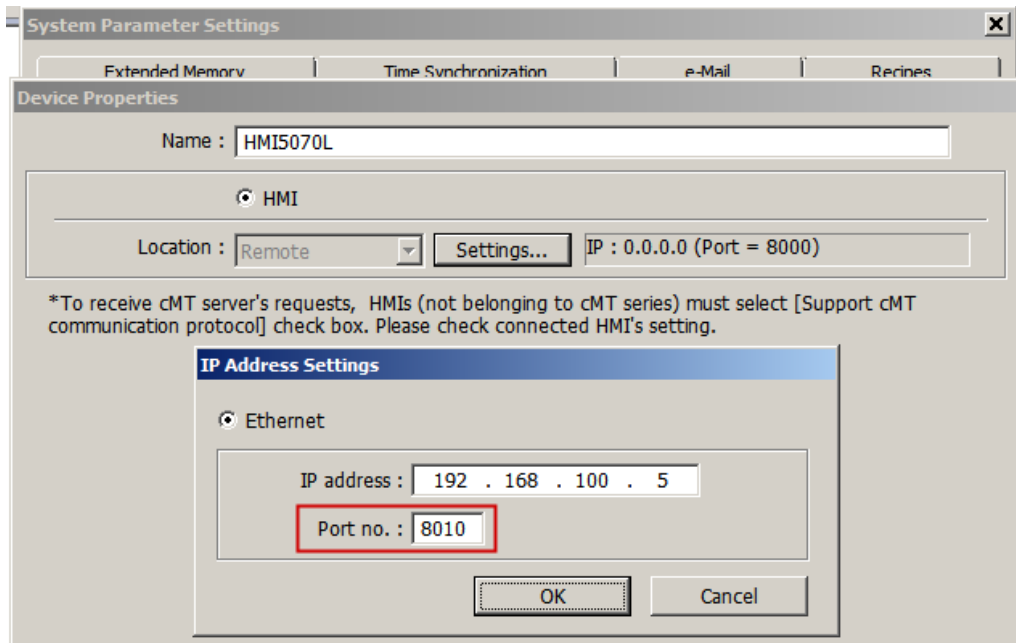 System Parameter Settings
Extended Memory Time Synchronization e-Mail Recipes
Device Properties
Name : HMI5070L
HMI
Location : Remote Settings... IP : 0.0.0.0 (Port = 8000)
*To receive cMT server's requests, HMIs (not belonging to cMT series) must select [Support cMT
communication protocol] check box. Please check connected HMI's setting.
IP Address Settings
Ethernet
IP address : 192 . 168 . 100 . 5
Port no. : 8010
OK Cancel